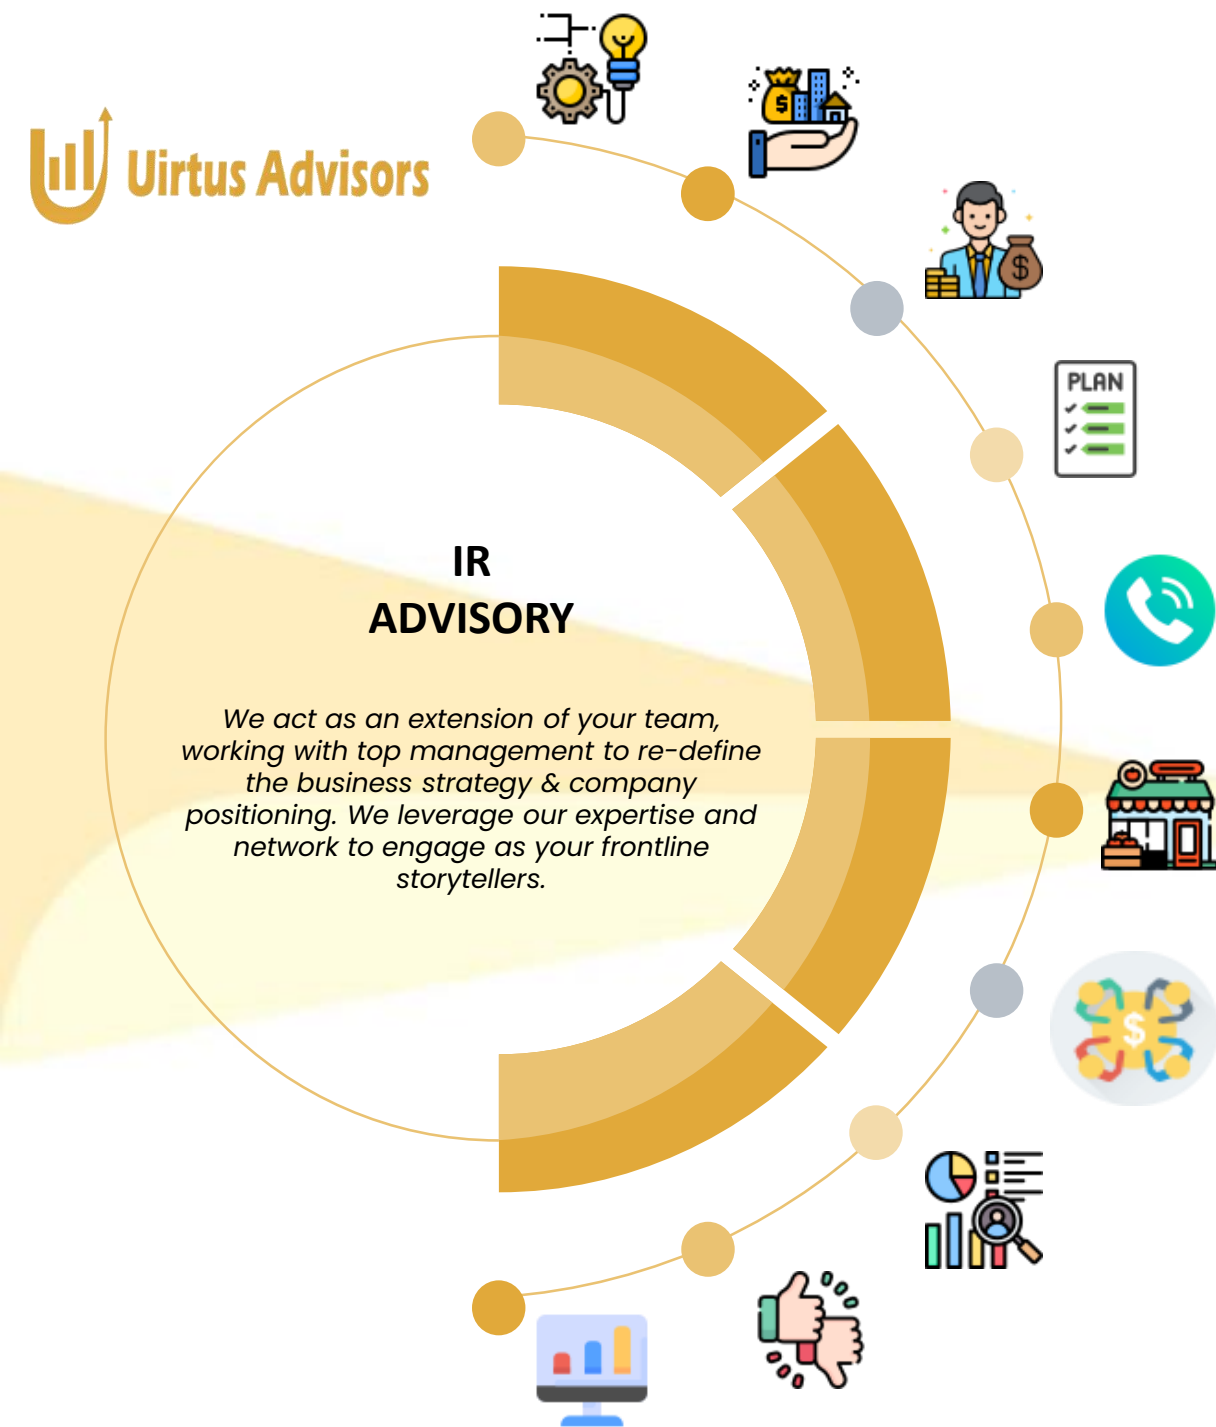 Uirtus Advisors
PLAN
IR
ADVISORY
We act as an extension of your team,
working with top management to re-define
the business strategy & company
positioning. We leverage our expertise and
network to engage as your frontline
storytellers.
$
$
$